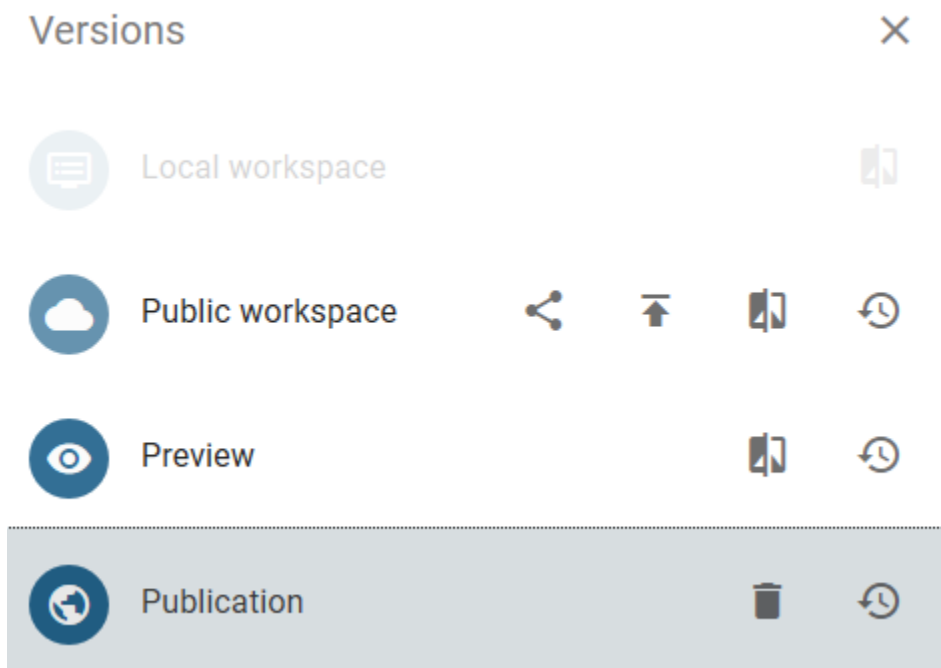 Versions
Local workspace
Public workspace
Preview
Publication